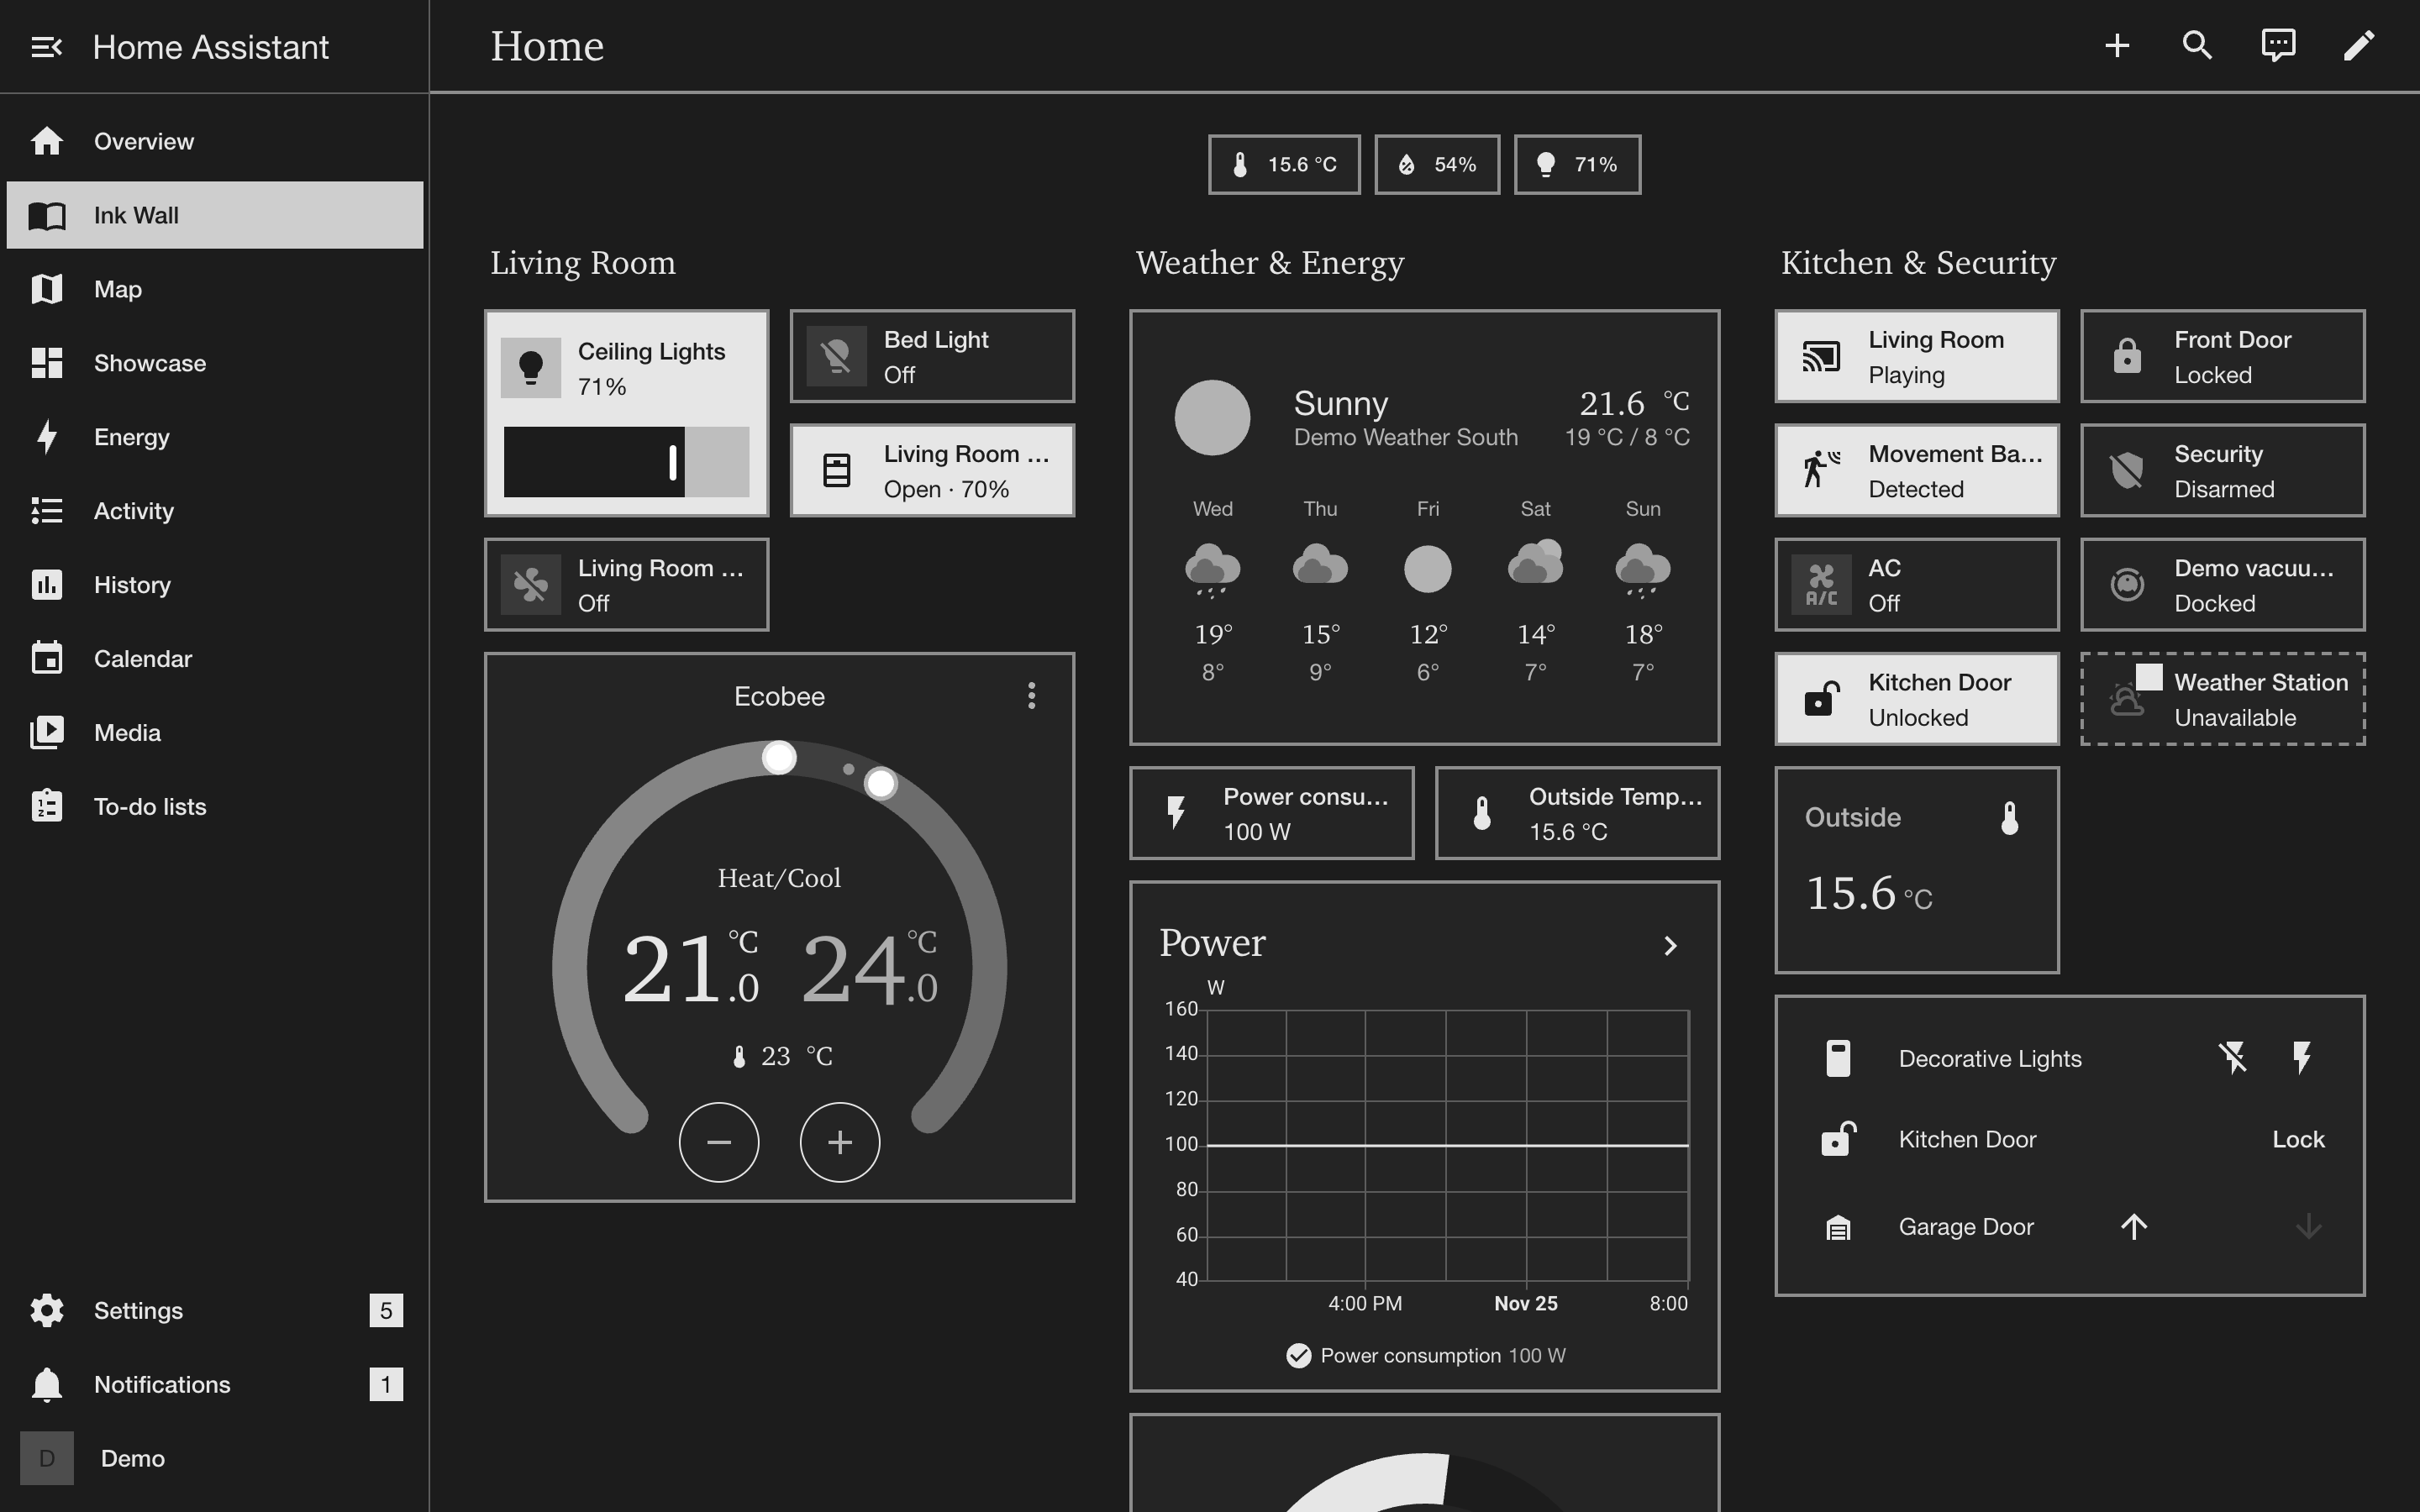 Home Assistant
Home
Overview
Ink Wall
Map
Showcase
Energy
Activity
History
Calendar
Media
To-do lists
Settings
5
Notifications
1
D
Demo
15.6 °C
54%
71%
Living Room
Ceiling Lights
71%
Bed Light
Off
Living Room ...
Open · 70%
Living Room ...
Off
Ecobee
Heat/Cool
21.0 °C
24.0 °C
23 °C
Weather & Energy
Sunny
Demo Weather South
21.6 °C
19 °C / 8 °C
Wed Thu Fri Sat Sun
19° 15° 12° 14° 18°
8° 9° 6° 7° 7°
Power consu...
100 W
Outside Temp...
15.6 °C
Power
W
160
140
120
100
80
60
40
4:00 PM Nov 25 8:00
Power consumption 100 W
Kitchen & Security
Living Room
Playing
Front Door
Locked
Movement Ba...
Detected
Security
Disarmed
A/C
AC
Off
Demo vacuu...
Docked
Kitchen Door
Unlocked
Weather Station
Unavailable
Outside
15.6 °C
Decorative Lights
Kitchen Door
Lock
Garage Door